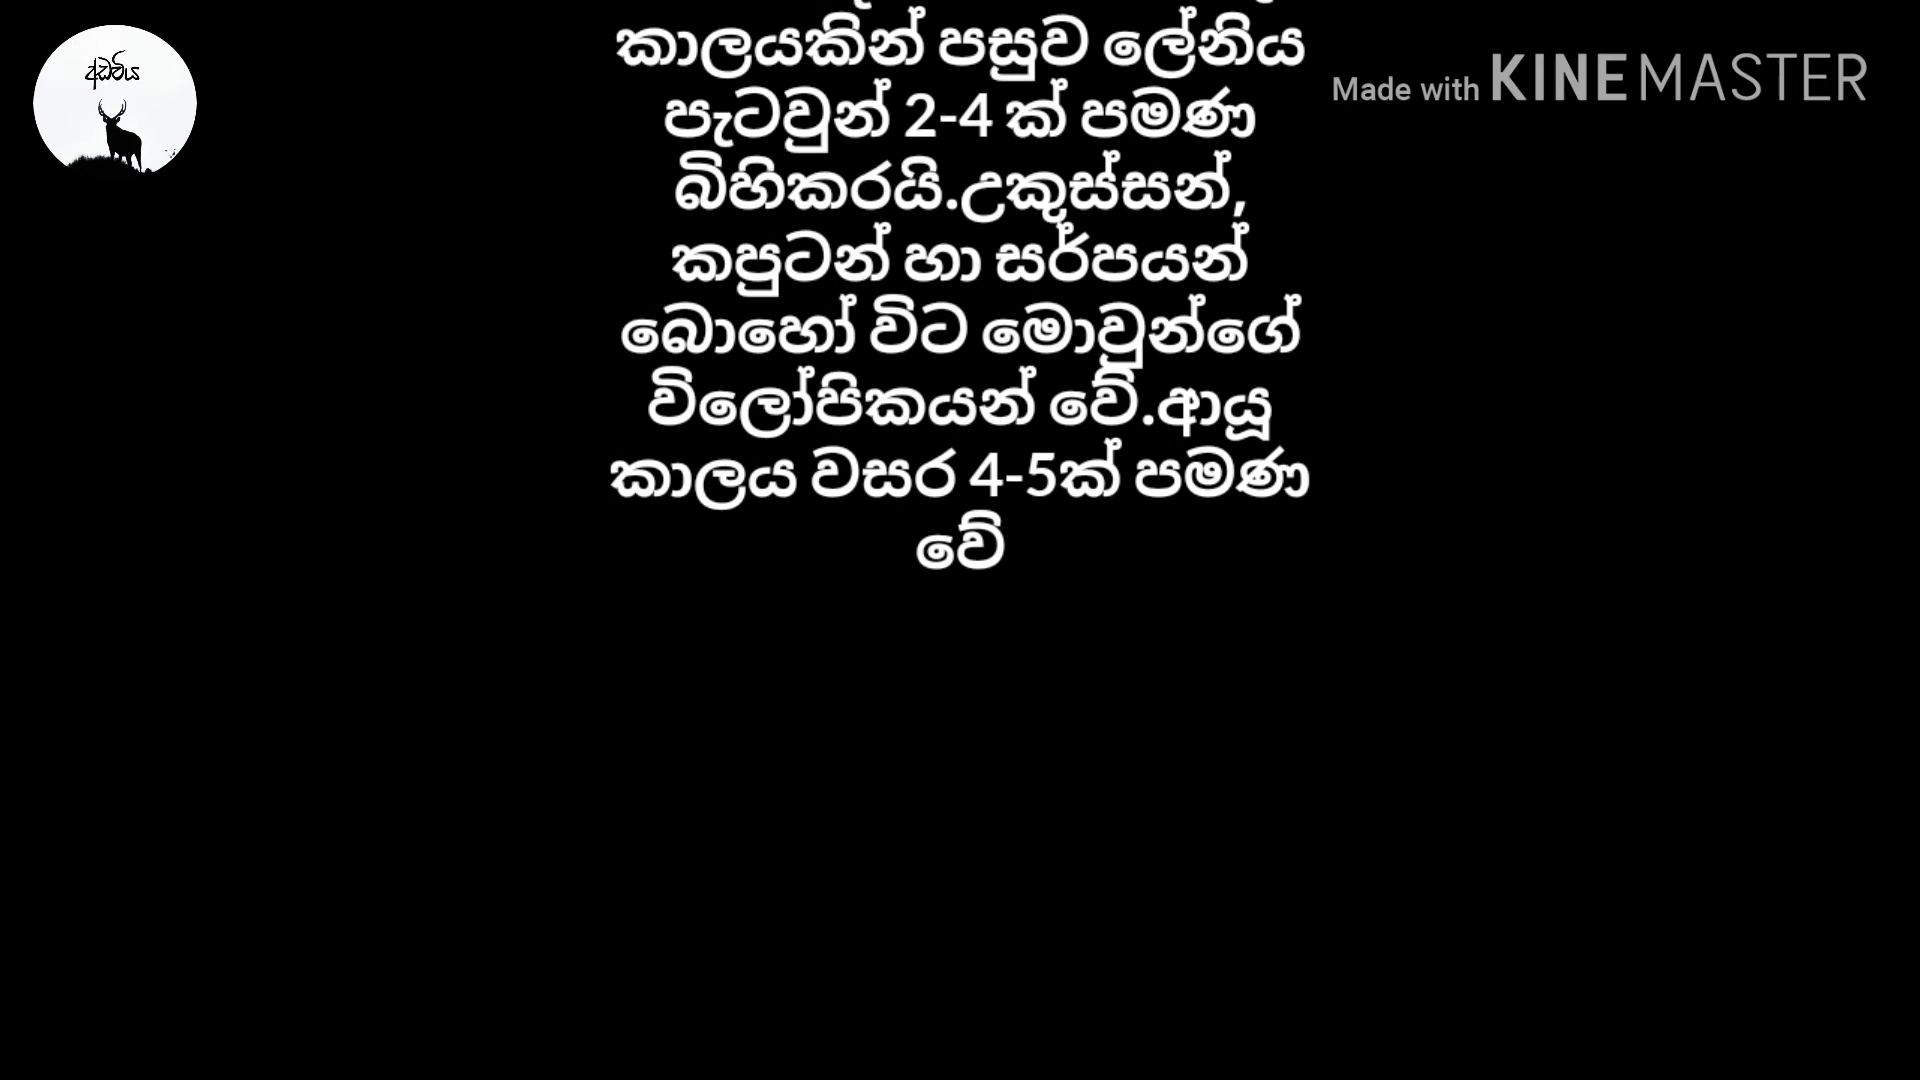 කාලයකින් පසුව ලේනිය
පැටවුන් 2-4 ක් පමණ
බිහිකරයි.උකුස්සන්,
කපුටන් හා සර්පයන්
බොහෝ විට මොවුන්ගේ
විලෝපිකයන් වේ.ආයූ
කාලය වසර 4-5ක් පමණ
වේ
Made with KINEMASTER
අඩවිය